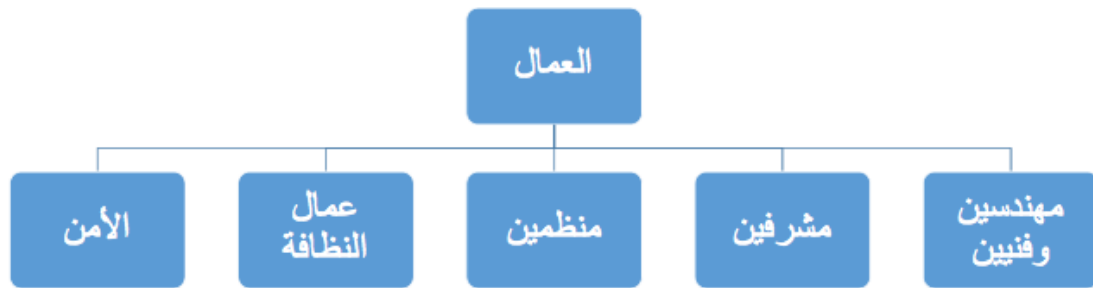 العمال
مهندسين
وفنيين
مشرفين
منظمين
عمال
النظافة
الأمن